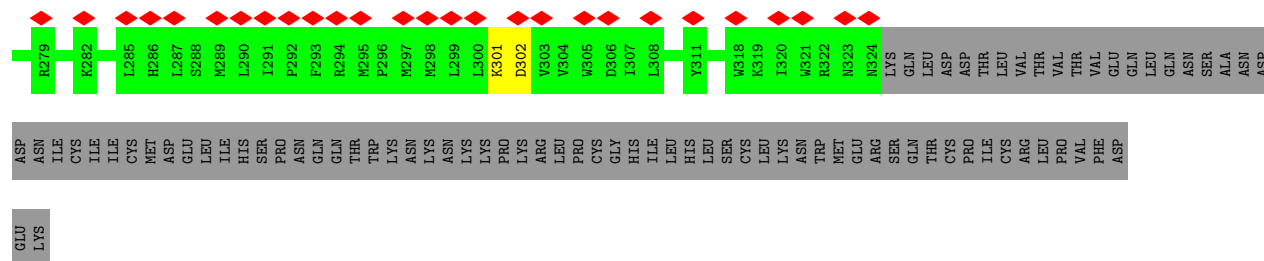 R279 K282 L285 H286 L287 S288 M289 L290 I291 P292 F293 R294 M295 P296 M297 M298 L299 L300 K301 D302 V303 V304 W305 D306 I307 L308 Y311 W318 K319 I320 W321 R322 N323 N324 LYS GLN LEU ASP ASP THR LEU VAL THR VAL THR VAL GLU GLN LEU GLN ASN SER ALA ASN ASP
ASP ASN ILE CYS ILE ILE CYS MET ASP GLU LEU ILE HIS SER PRO ASN GLN GLN THR TRP LYS ASN LYS ASN LYS LYS PRO LYS ARG LEU PRO CYS GLY HIS ILE LEU HIS LEU SER CYS LEU LYS ASN TRP MET GLU ARG SER GLN THR CYS PRO ILE CYS ARG LEU PRO VAL PHE ASP
GLU LYS